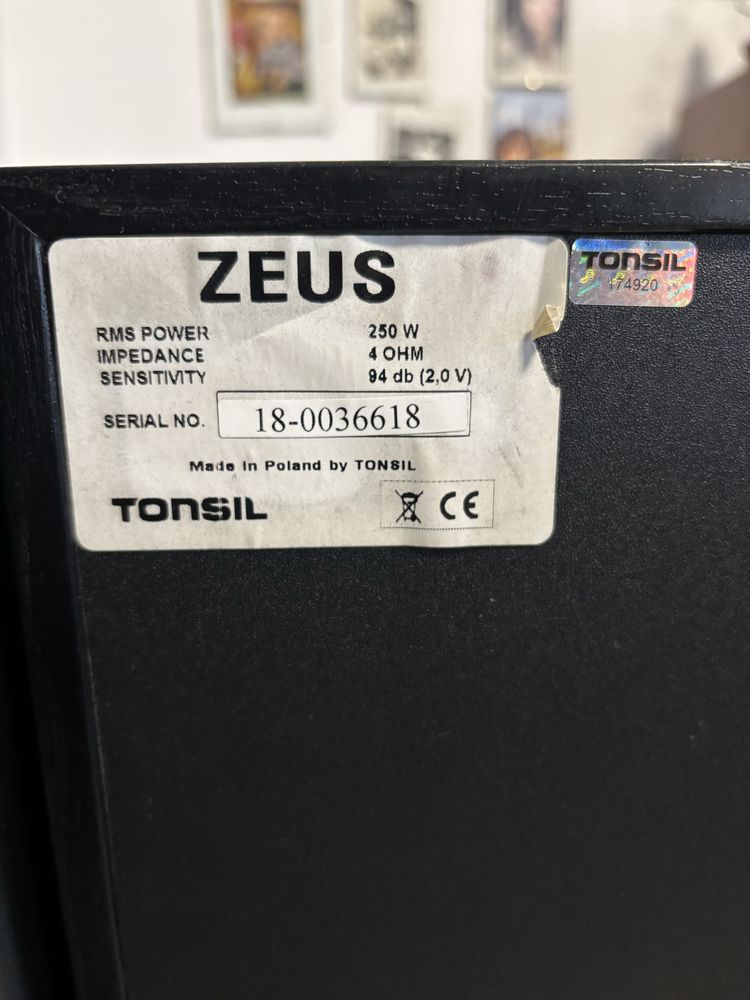 ZEUS
RMS POWER 250 W
IMPEDANCE 4 OHM
SENSITIVITY 94 db (2,0 V)
SERIAL NO. 18-0036618
Made in Poland by TONSIL
TONSIL
CE
TONSIL
174920